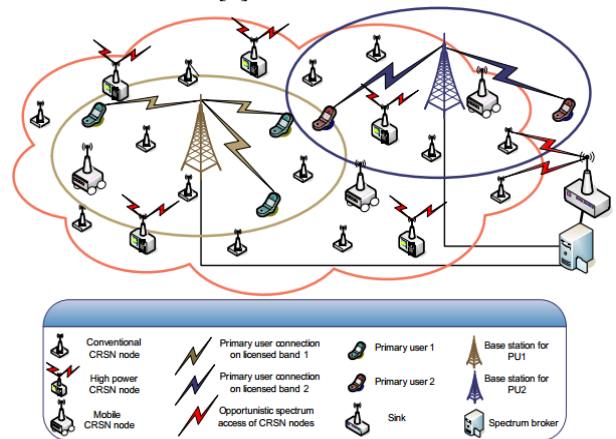 Conventional
CRSN node
Primary user connection
on licensed band 1
Primary user 1
Base station for
PU1
High power
CRSN node
Primary user connection
on licensed band 2
Primary user 2
Base station for
PU2
Mobile
CRSN node
Opportunistic spectrum
access of CRSN nodes
Sink
Spectrum broker